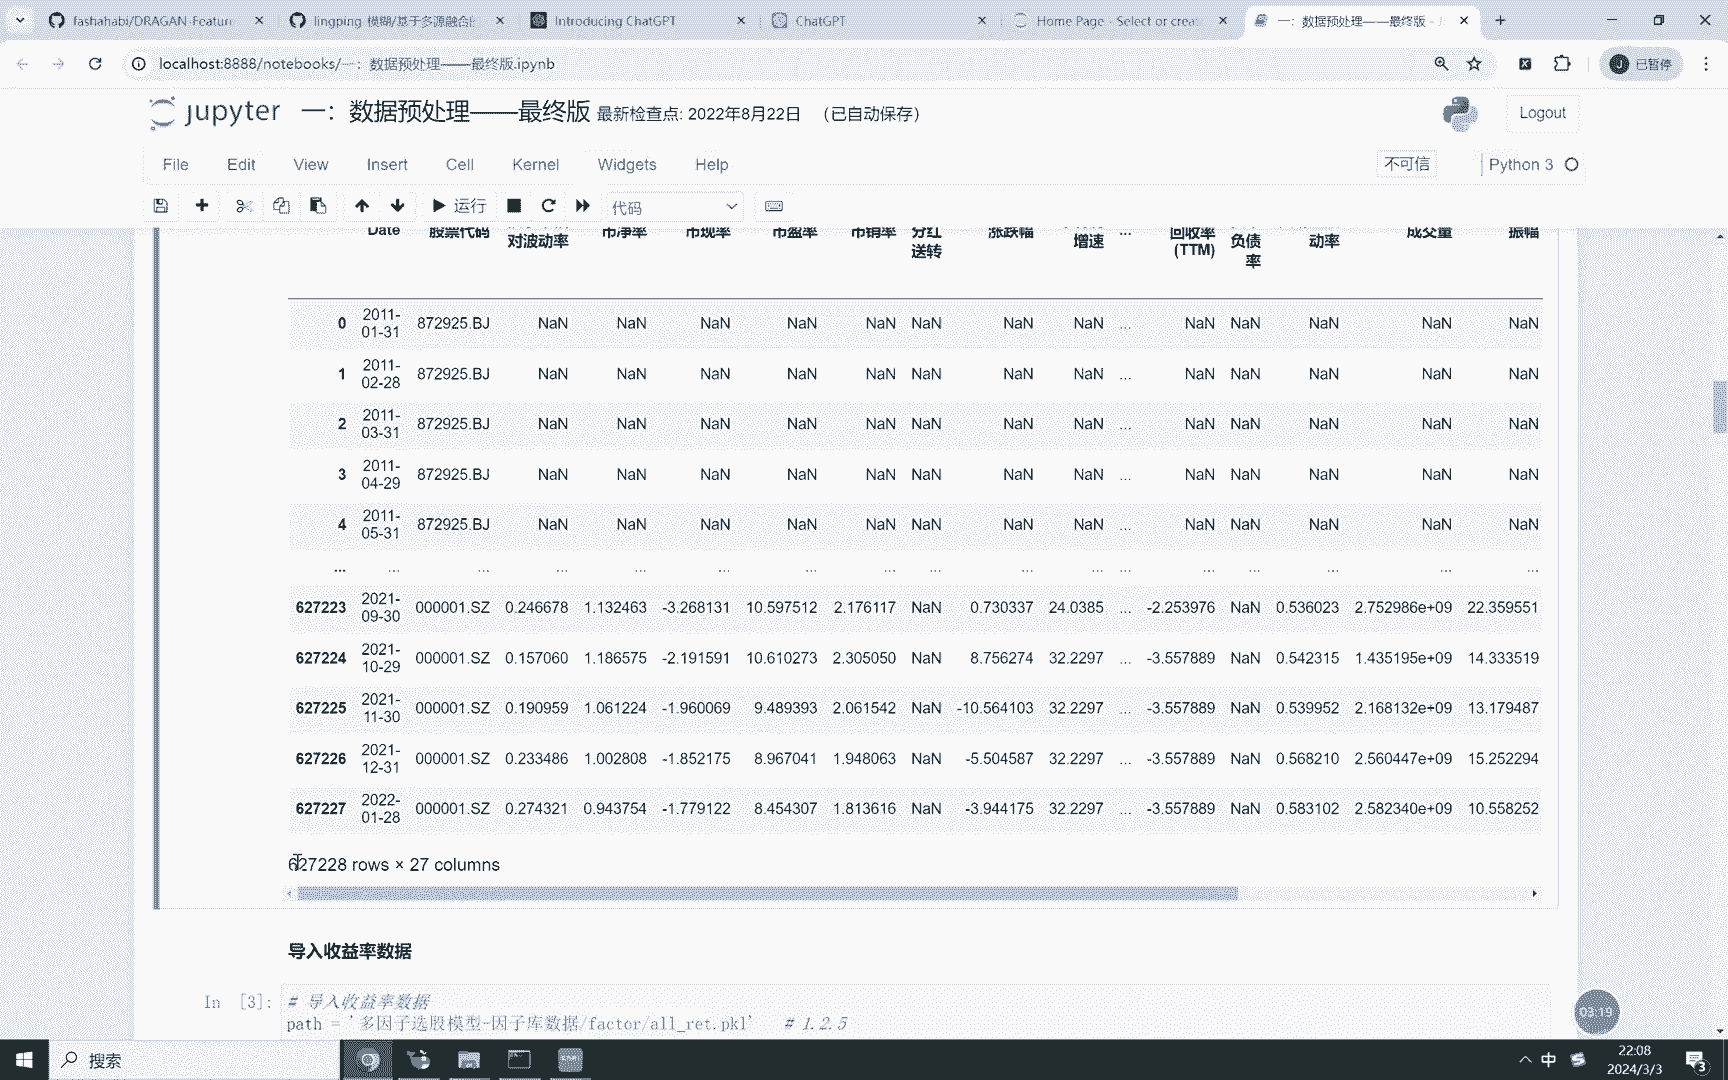 fashahabi/DRAGAN-Feature
lingping-模糊/基于多源融合的
Introducing ChatGPT
ChatGPT
Home Page - Select or creat
一：数据预处理——最终版 - J
localhost:8888/notebooks/一：数据预处理——最终版.ipynb
已暂停
jupyter 一：数据预处理——最终版 最新检查点: 2022年8月22日 （已自动保存）
Logout
File Edit View Insert Cell Kernel Widgets Help
不可信 Python 3
运行 代码
Date 股票代码 对波动率 市净率 市现率 市盈率 市销率 分红 涨跌幅 增速 ... 回收率 负债 动率 成交量 振幅
送转 (TTM) 率
0 2011-01-31 872925.BJ NaN NaN NaN NaN NaN NaN NaN NaN ... NaN NaN NaN NaN NaN
1 2011-02-28 872925.BJ NaN NaN NaN NaN NaN NaN NaN NaN ... NaN NaN NaN NaN NaN
2 2011-03-31 872925.BJ NaN NaN NaN NaN NaN NaN NaN NaN ... NaN NaN NaN NaN NaN
3 2011-04-29 872925.BJ NaN NaN NaN NaN NaN NaN NaN NaN ... NaN NaN NaN NaN NaN
4 2011-05-31 872925.BJ NaN NaN NaN NaN NaN NaN NaN NaN ... NaN NaN NaN NaN NaN
... ... ... ... ... ... ... ... ... ... ... ... ... ... ... ...
627223 2021-09-30 000001.SZ 0.246678 1.132463 -3.268131 10.597512 2.176117 NaN 0.730337 24.0385 ... -2.253976 NaN 0.536023 2.752986e+09 22.359551
627224 2021-10-29 000001.SZ 0.157060 1.186575 -2.191591 10.610273 2.305050 NaN 8.756274 32.2297 ... -3.557889 NaN 0.542315 1.435195e+09 14.333519
627225 2021-11-30 000001.SZ 0.190959 1.061224 -1.960069 9.489393 2.061542 NaN -10.564103 32.2297 ... -3.557889 NaN 0.539952 2.168132e+09 13.179487
627226 2021-12-31 000001.SZ 0.233486 1.002808 -1.852175 8.967041 1.948063 NaN -5.504587 32.2297 ... -3.557889 NaN 0.568210 2.560447e+09 15.252294
627227 2022-01-28 000001.SZ 0.274321 0.943754 -1.779122 8.454307 1.813616 NaN -3.944175 32.2297 ... -3.557889 NaN 0.583102 2.582340e+09 10.558252
627228 rows × 27 columns
导入收益率数据
In [3]: # 导入收益率数据
path = '多因子选股模型-因子库数据/factor/all_ret.pkl' # 1.2.5
03:19
搜索
中
22:08
2024/3/3
3